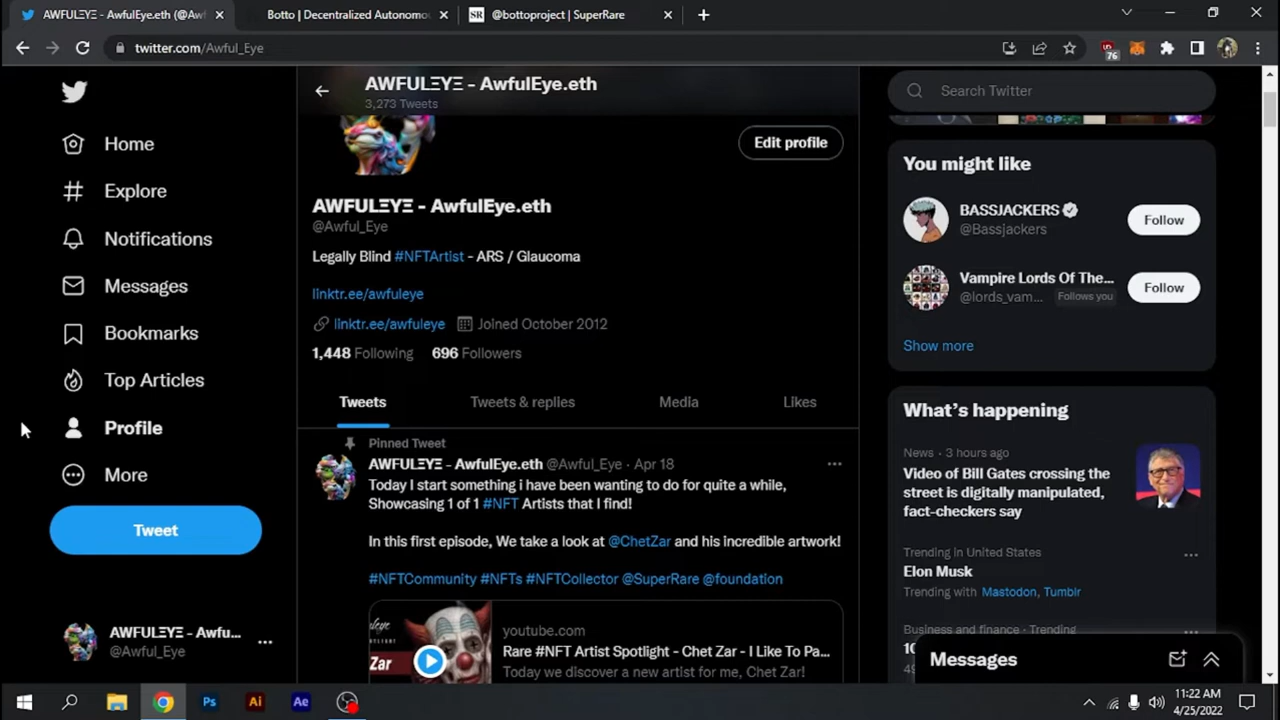 AWFULΞYΞ - AwfulEye.eth (@Awf
Botto | Decentralized Autonomou
SR @bottoproject | SuperRare
twitter.com/Awful_Eye
76
Home
Explore
Notifications
Messages
Bookmarks
Top Articles
Profile
More
Tweet
AWFULΞYΞ - Awfu...
@Awful_Eye
AWFULΞYΞ - AwfulEye.eth
3,273 Tweets
Edit profile
AWFULΞYΞ - AwfulEye.eth
@Awful_Eye
Legally Blind #NFTArtist - ARS / Glaucoma
linktr.ee/awfuleye
linktr.ee/awfuleye Joined October 2012
1,448 Following 696 Followers
Tweets Tweets & replies Media Likes
Pinned Tweet
AWFULΞYΞ - AwfulEye.eth @Awful_Eye · Apr 18
Today I start something i have been wanting to do for quite a while,
Showcasing 1 of 1 #NFT Artists that I find!
In this first episode, We take a look at @ChetZar and his incredible artwork!
#NFTCommunity #NFTs #NFTCollector @SuperRare @foundation
Zar
youtube.com
Rare #NFT Artist Spotlight - Chet Zar - I Like To Pa...
Today we discover a new artist for me, Chet Zar!
Search Twitter
You might like
BASSJACKERS
@Bassjackers
Follow
Vampire Lords Of The...
@lords_vam... Follows you
Follow
Show more
What's happening
News · 3 hours ago
Video of Bill Gates crossing the
street is digitally manipulated,
fact-checkers say
Trending in United States
Elon Musk
Trending with Mastodon, Tumblr
Business and finance · Trending
Messages
Ps Ai Ae
11:22 AM
4/25/2022